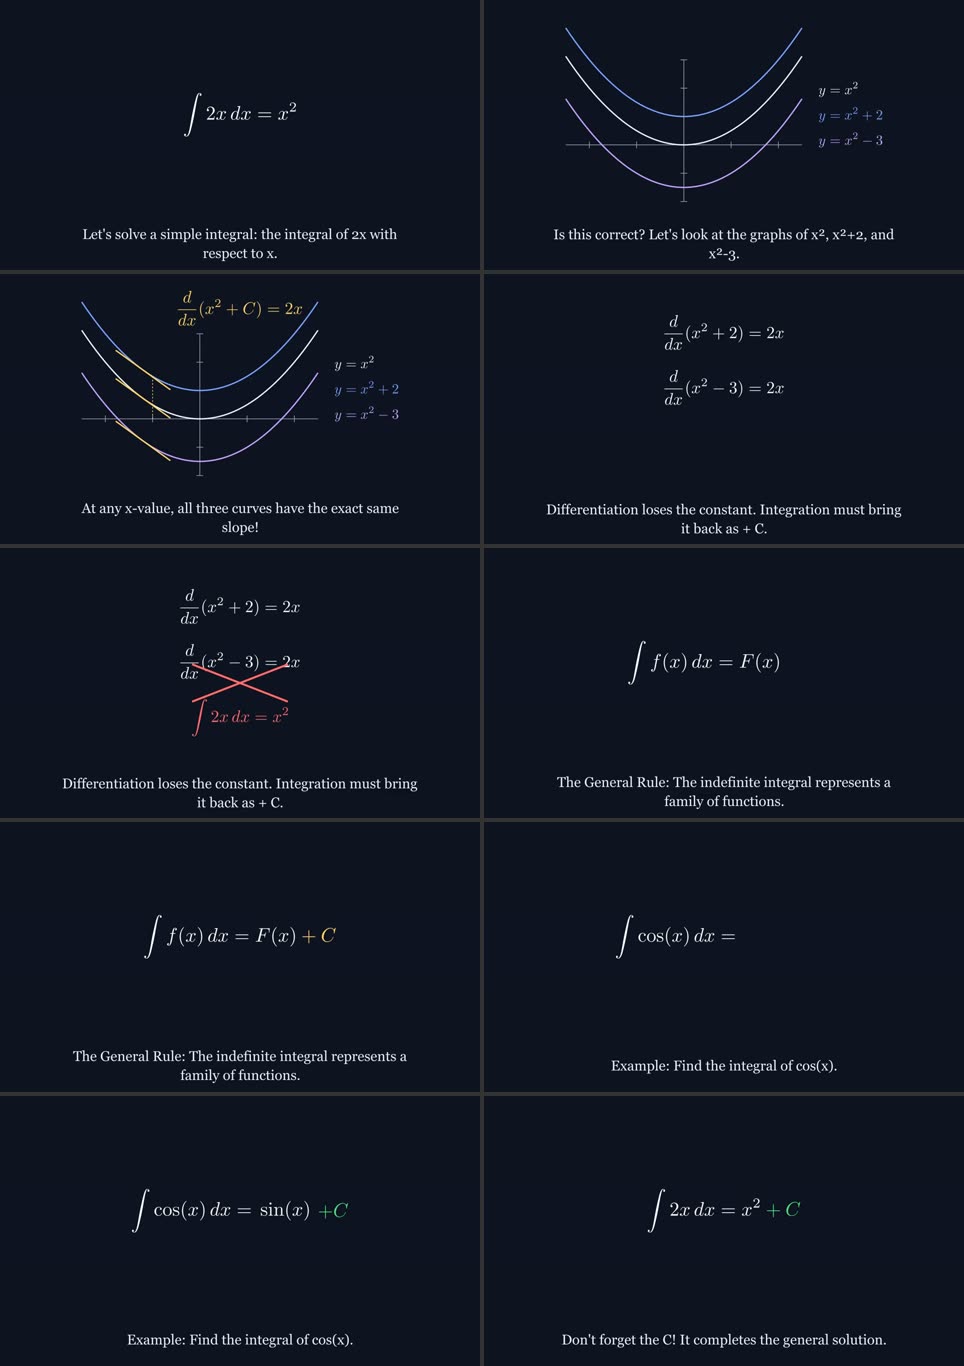 ∫ 2x dx = x²
Let's solve a simple integral: the integral of 2x with
respect to x.
y = x²
y = x² + 2
y = x² − 3
Is this correct? Let's look at the graphs of x², x²+2, and
x²-3.
d/dx (x² + C) = 2x
y = x²
y = x² + 2
y = x² − 3
At any x-value, all three curves have the exact same
slope!
d/dx (x² + 2) = 2x
d/dx (x² − 3) = 2x
Differentiation loses the constant. Integration must bring
it back as + C.
d/dx (x² + 2) = 2x
d/dx (x² − 3) = 2x
∫ 2x dx = x²
Differentiation loses the constant. Integration must bring
it back as + C.
∫ f(x) dx = F(x)
The General Rule: The indefinite integral represents a
family of functions.
∫ f(x) dx = F(x) + C
The General Rule: The indefinite integral represents a
family of functions.
∫ cos(x) dx =
Example: Find the integral of cos(x).
∫ cos(x) dx = sin(x) +C
Example: Find the integral of cos(x).
∫ 2x dx = x² + C
Don't forget the C! It completes the general solution.